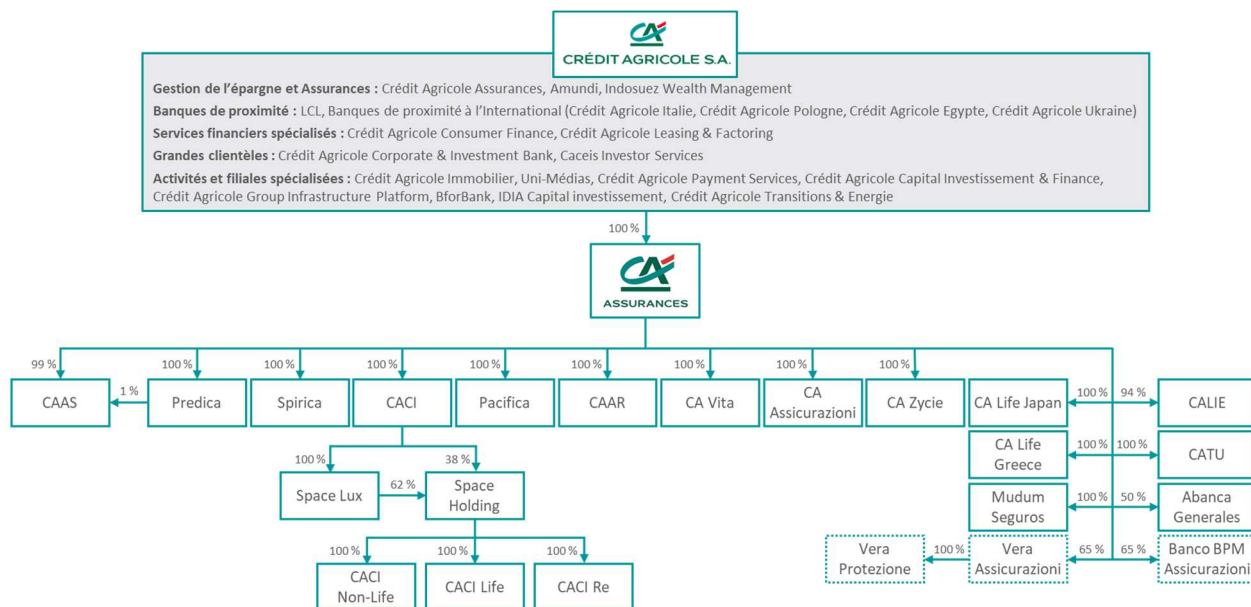 CA
CRÉDIT AGRICOLE S.A.
Gestion de l'épargne et Assurances : Crédit Agricole Assurances, Amundi, Indosuez Wealth Management
Banques de proximité : LCL, Banques de proximité à l'International (Crédit Agricole Italie, Crédit Agricole Pologne, Crédit Agricole Egypte, Crédit Agricole Ukraine)
Services financiers spécialisés : Crédit Agricole Consumer Finance, Crédit Agricole Leasing & Factoring
Grandes clientèles : Crédit Agricole Corporate & Investment Bank, Caceis Investor Services
Activités et filiales spécialisées : Crédit Agricole Immobilier, Uni-Médias, Crédit Agricole Payment Services, Crédit Agricole Capital Investissement & Finance,
Crédit Agricole Group Infrastructure Platform, BforBank, IDIA Capital investissement, Crédit Agricole Transitions & Energie
100 %
CA
ASSURANCES
99 % 100 % 100 % 100 % 100 % 100 % 100 % 100 % 100 %
CAAS
1 %
Predica
Spirica
CACI
Pacifica
CAAR
CA Vita
CA
Assicurazioni
CA Zycie
CA Life Japan
100 % 94 %
CALIE
CA Life
Greece
100 % 100 %
CATU
Mudum
Seguros
100 % 50 %
Abanca
Generales
Vera
Protezione
100 %
Vera
Assicurazioni
65 % 65 %
Banco BPM
Assicurazioni
100 % 38 %
Space Lux
62 %
Space
Holding
100 % 100 % 100 %
CACI
Non-Life
CACI Life
CACI Re